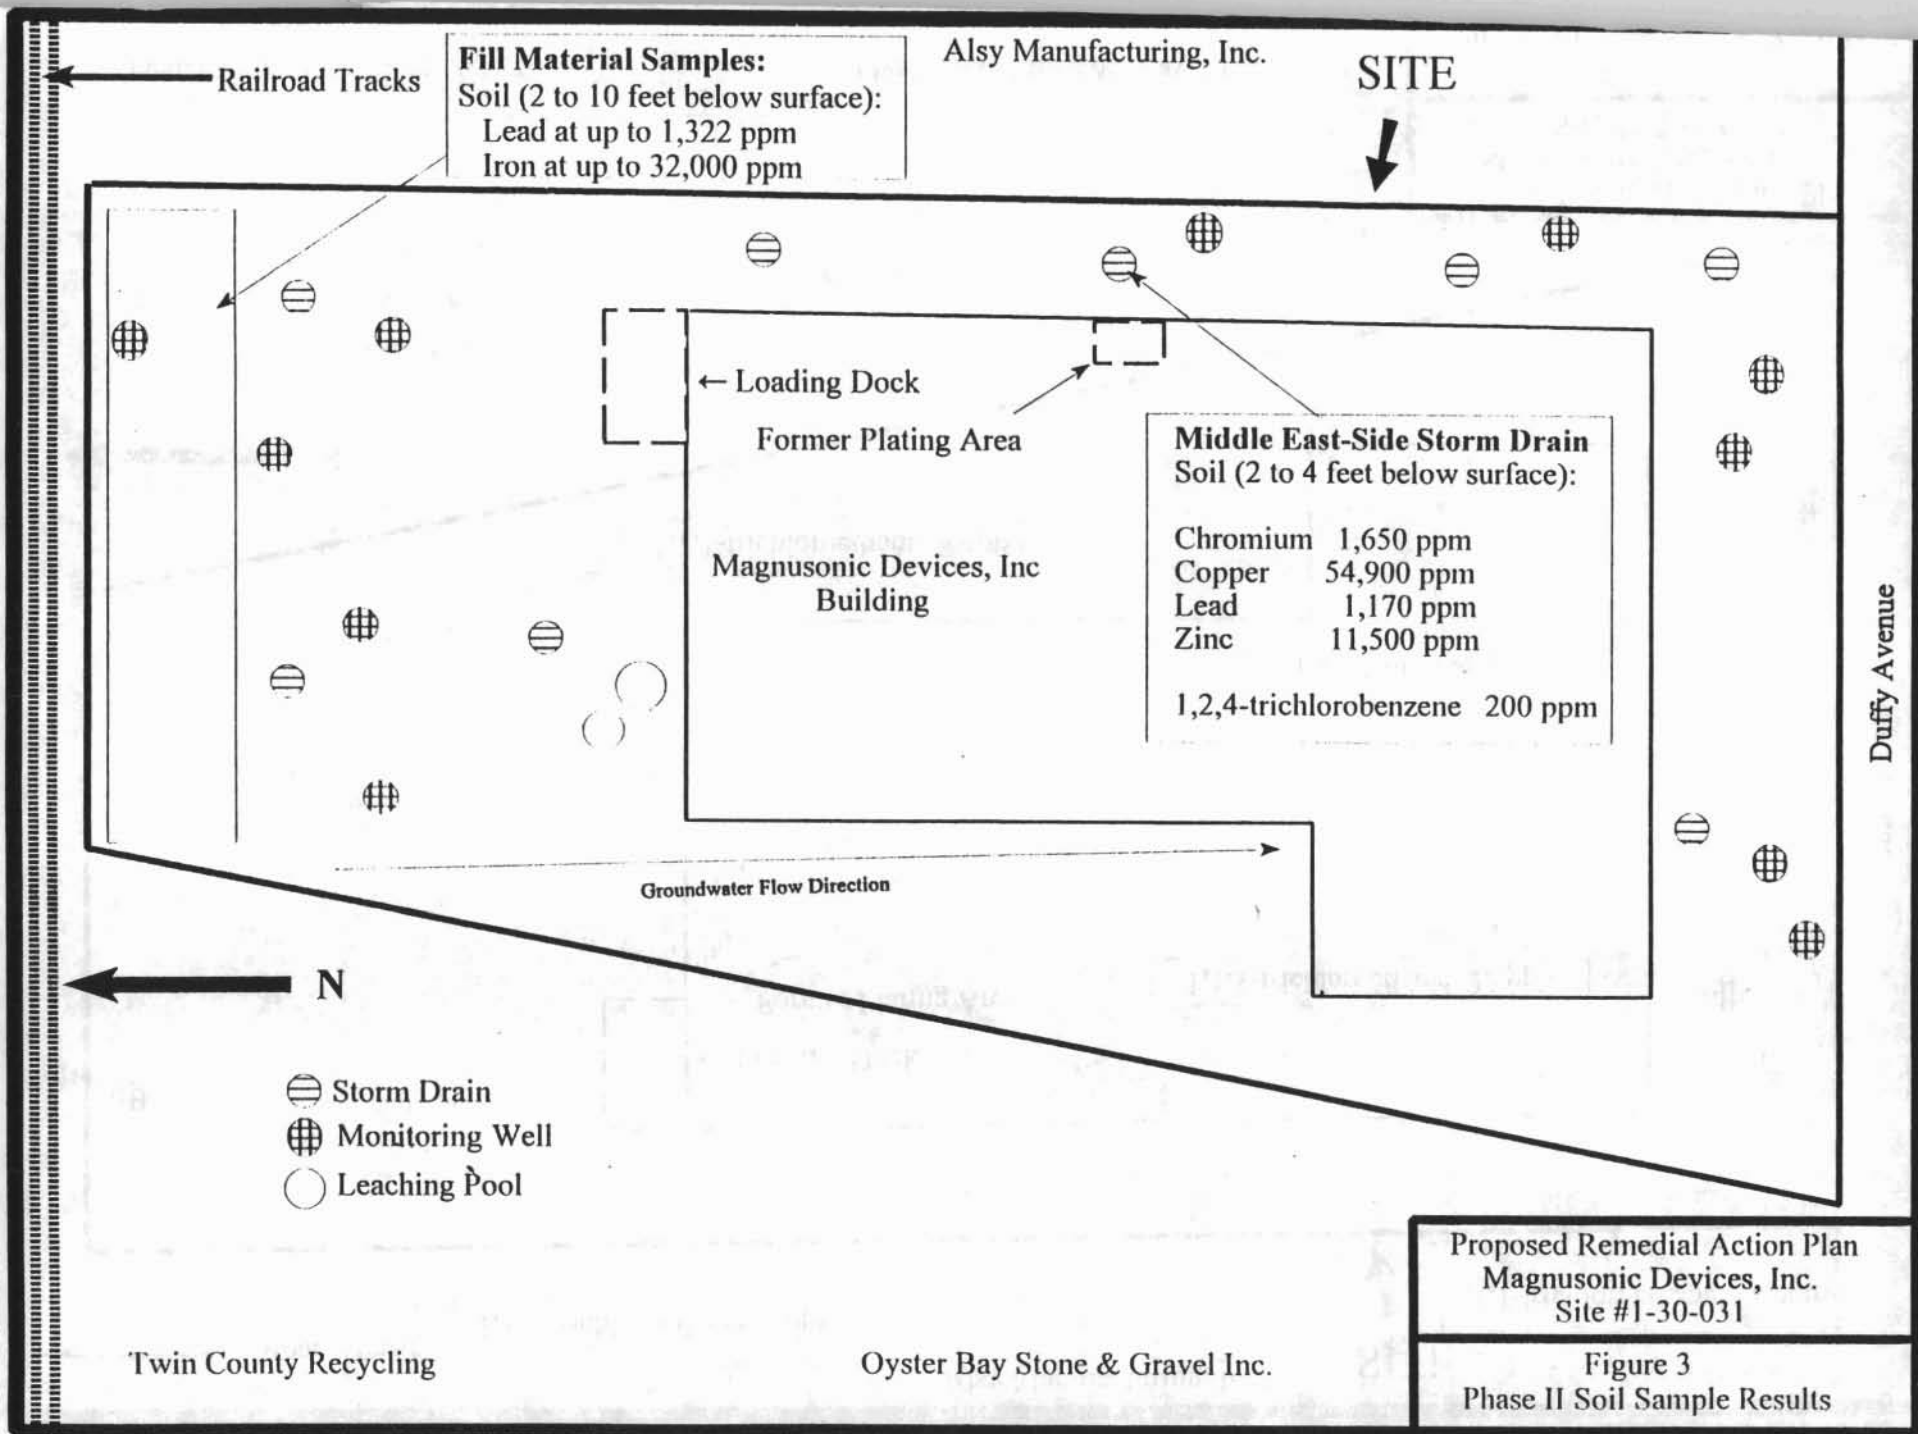 Railroad Tracks
Fill Material Samples:
Soil (2 to 10 feet below surface):
Lead at up to 1,322 ppm
Iron at up to 32,000 ppm
Alsy Manufacturing, Inc.
SITE
← Loading Dock
Former Plating Area
Magnusonic Devices, Inc
Building
Middle East-Side Storm Drain
Soil (2 to 4 feet below surface):
Chromium 1,650 ppm
Copper 54,900 ppm
Lead 1,170 ppm
Zinc 11,500 ppm
1,2,4-trichlorobenzene 200 ppm
Duffy Avenue
Groundwater Flow Direction
N
Storm Drain
Monitoring Well
Leaching Pool
Twin County Recycling
Oyster Bay Stone & Gravel Inc.
Proposed Remedial Action Plan
Magnusonic Devices, Inc.
Site #1-30-031
Figure 3
Phase II Soil Sample Results